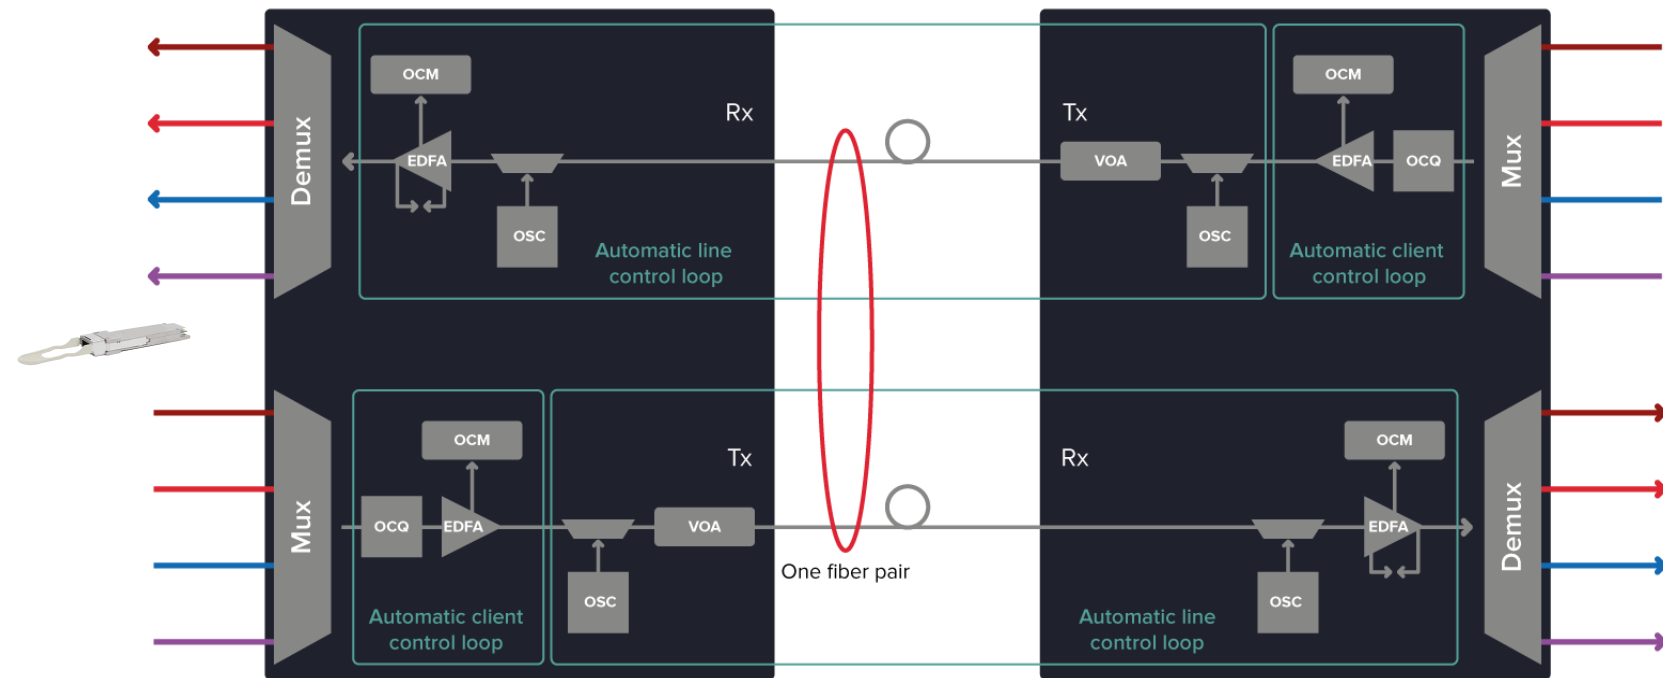 OCM
OCM
Rx
Tx
Demux
EDFA
VOA
EDFA
OCQ
Mux
OSC
OSC
Automatic line
control loop
Automatic client
control loop
OCM
OCM
Tx
Rx
Mux
OCQ
EDFA
VOA
EDFA
Demux
One fiber pair
OSC
OSC
Automatic client
control loop
Automatic line
control loop